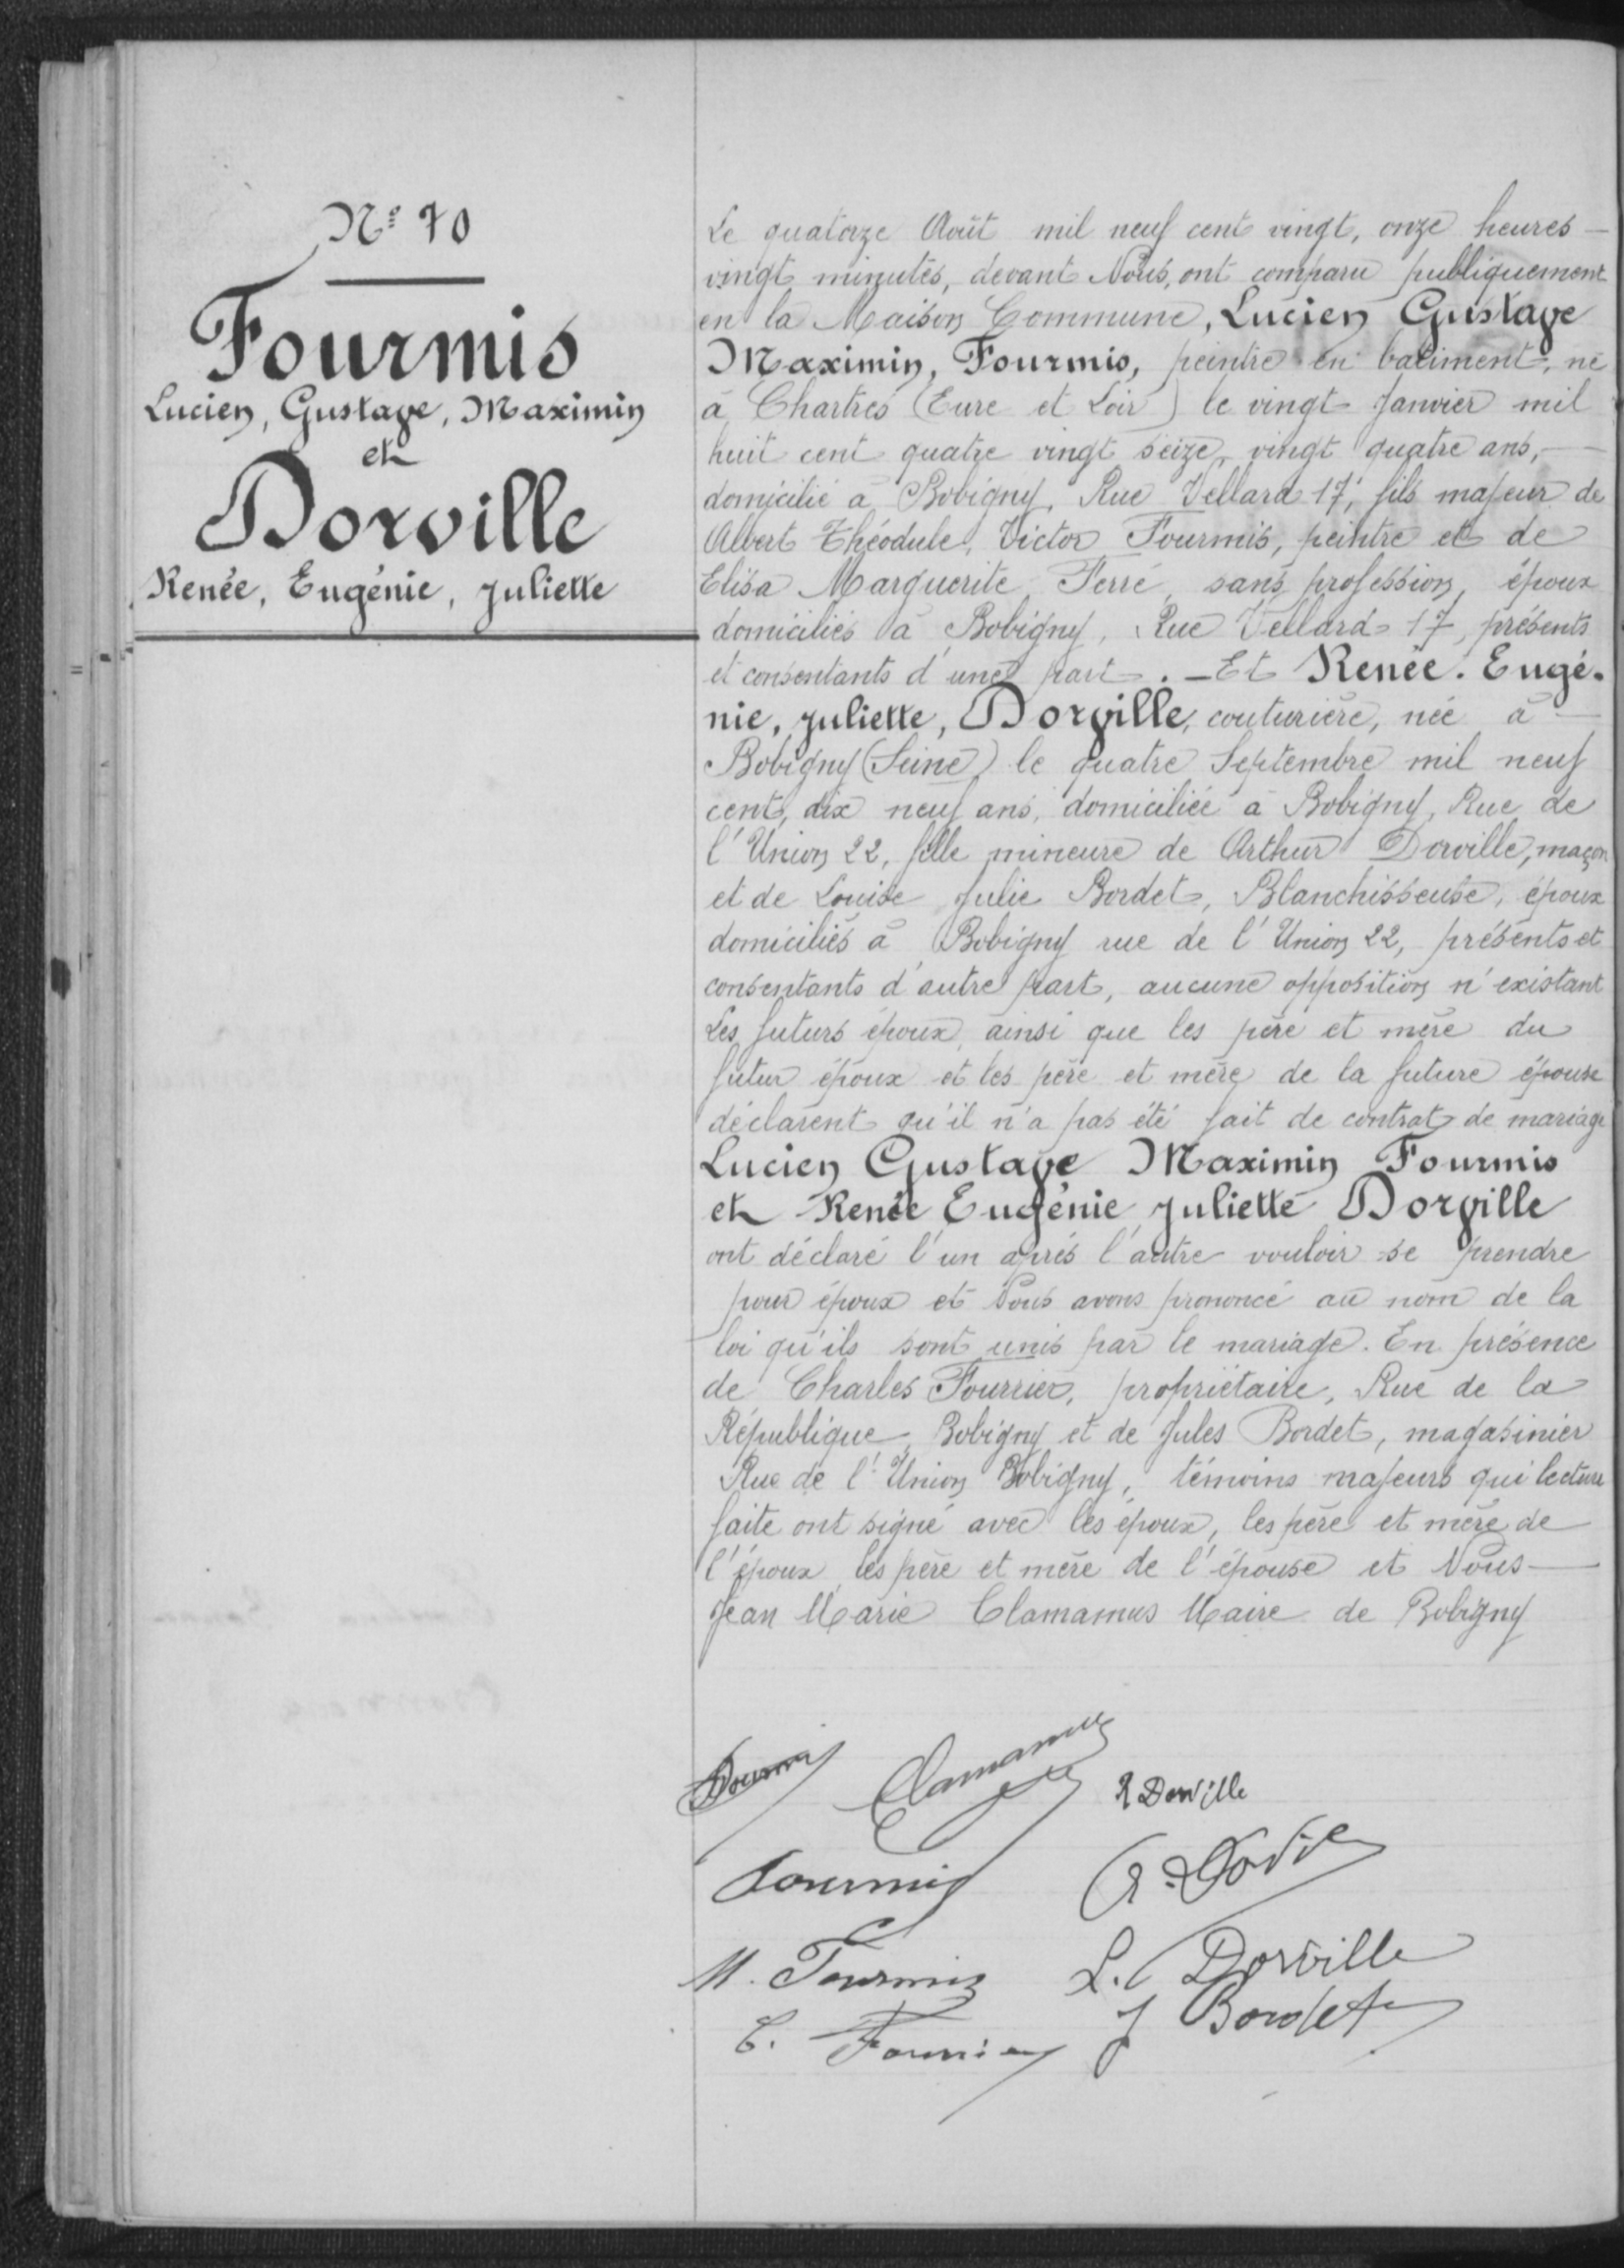 N° 70
Fourmis
Lucien, Gustave, Maximin
et
Dorville
Renée, Eugénie, Juliette
Le quatorze Août mil neuf cent vingt, onze heures —
vingt minutes, devant Nous, ont comparu publiquement
en la Maison Commune, Lucien Gustave
Maximin, Fourmis, peintre en batiment, né
à Chartres (Eure et Loir) le vingt Janvier mil
huit cent quatre vingt seize, vingt quatre ans, —
domicilié à Bobigny, Rue Vellard 17, fils majeur de
Albert Théodule, Victor Fourmis, peintre et de
Elisa Marguerite Ferré, sans profession, époux
domiciliés à Bobigny, Rue Vellard 17, présents
et consentants d'une part. — Et Renée. Eugé-
nie, Juliette, Dorville, couturière, née à —
Bobigny (Seine) le quatre Septembre mil neuf
cent, dix neuf ans, domiciliée à Bobigny, Rue de
l'Union 22, fille mineure de Arthur Dorville, maçon
et de Louise Julie Bordet, Blanchisseuse, époux
domiciliés à Bobigny rue de l'Union 22, présents et
consentants d'autre part, aucune opposition n'existant
Les futurs époux, ainsi que les père et mère du
futur époux et les père et mère de la future épouse
déclarent qu'il n'a pas été fait de contrat de mariage
Lucien Gustave Maximin Fourmis
et Renée Eugénie Juliette Dorville
ont déclaré l'un après l'autre vouloir se prendre
pour époux et Nous avons prononcé au nom de la
loi qu'ils sont unis par le mariage. En présence
de Charles Fourrier, propriétaire, Rue de la
République, Bobigny et de Jules Bordet, magasinier
Rue de l'Union Bobigny, témoins majeurs qui lecture
faite ont signé avec les époux, les père et mère de
l'époux les père et mère de l'épouse et Nous —
Jean Marie Clamamus Maire de Bobigny
Fourmis Clamamus R Dorville
Fourmis
M. Fourmis L. Dorville
C. Fourrier J Bordet